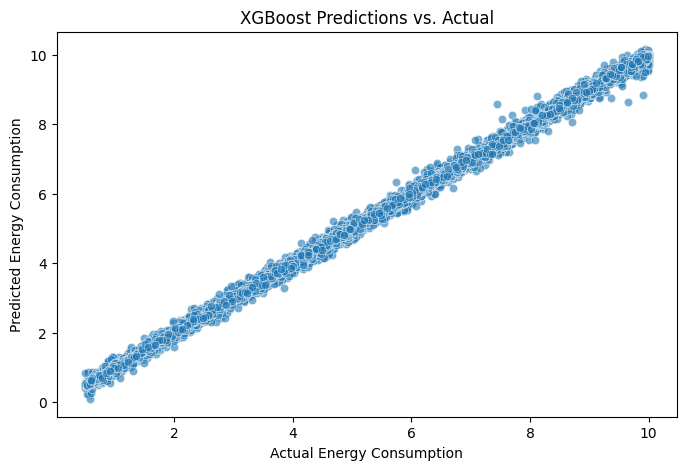 XGBoost Predictions vs. Actual
10
8
6
4
2
0
Predicted Energy Consumption
2 4 6 8 10
Actual Energy Consumption